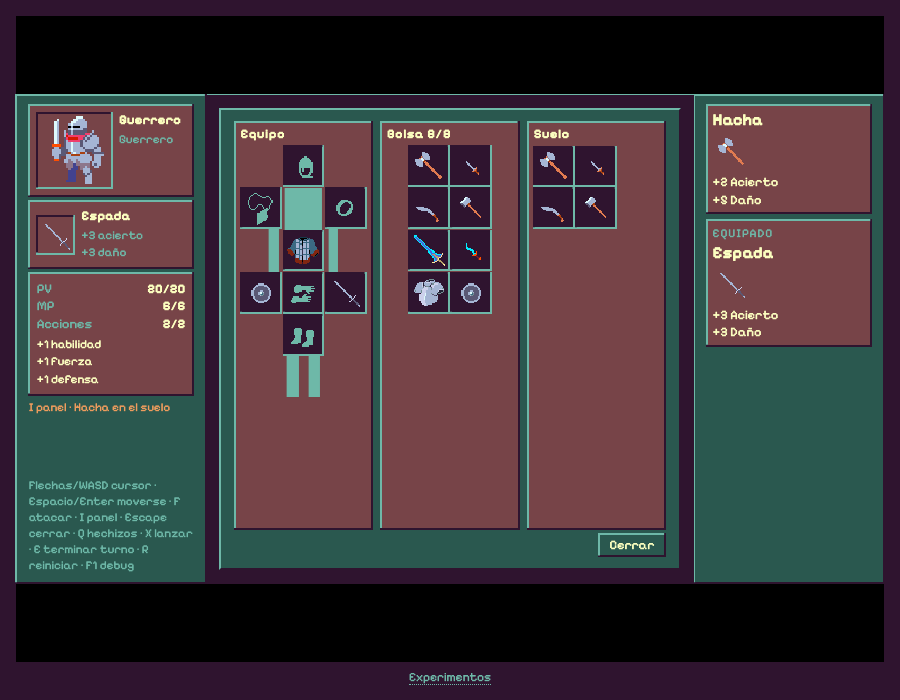 Guerrero
Guerrero
Espada
+3 acierto
+3 daño
PV 80/80
MP 6/6
Acciones 8/8
+1 habilidad
+1 fuerza
+1 defensa
I panel · Hacha en el suelo
Flechas/WASD cursor ·
Espacio/Enter moverse · F
atacar · I panel · Escape
cerrar · Q hechizos · X lanzar
· E terminar turno · R
reiniciar · F1 debug
Equipo
Bolsa 8/8
Suelo
Cerrar
Hacha
+2 Acierto
+8 Daño
EQUIPADO
Espada
+3 Acierto
+3 Daño
Experimentos